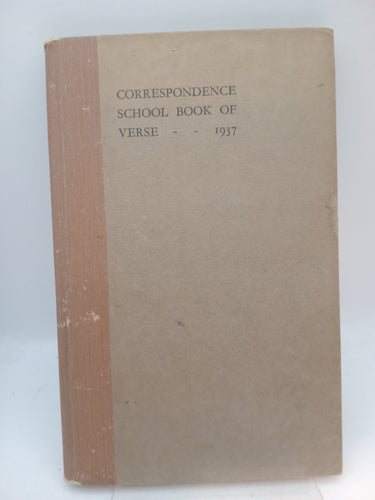 CORRESPONDENCE
SCHOOL BOOK OF
VERSE - - 1937